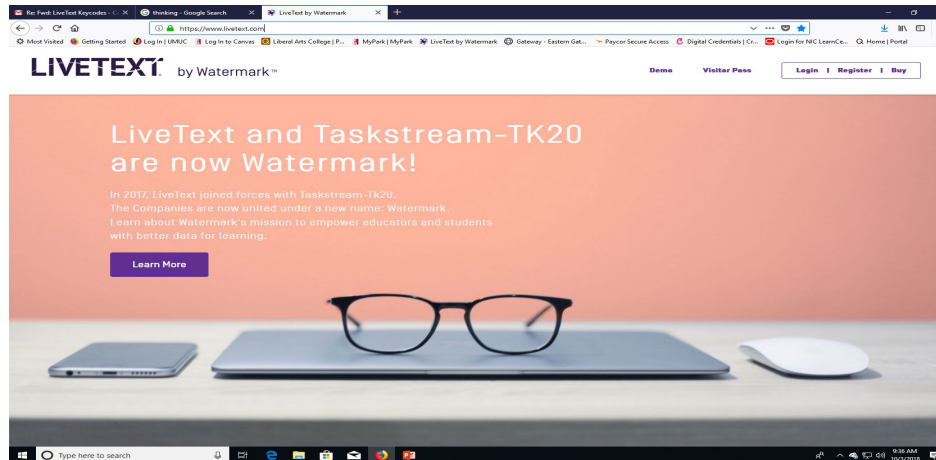 Re: Fwd: LiveText Keycodes - C
thinking - Google Search
LiveText by Watermark
https://www.livetext.com
Most Visited Getting Started Log In | UMUC Log In to Canvas Liberal Arts College | P... MyPark | MyPark LiveText by Watermark Gateway - Eastern Gat... Paycor Secure Access Digital Credentials | Cr... Login for NIC LearnCe... Home | Portal
LIVETEXT. by Watermark™
Demo Visitor Pass Login | Register | Buy
LiveText and Taskstream-TK20
are now Watermark!
In 2017, LiveText joined forces with Taskstream-Tk20.
The Companies are now united under a new name: Watermark.
Learn about Watermark's mission to empower educators and students
with better data for learning.
Learn More
Type here to search
9:36 AM
10/3/2018